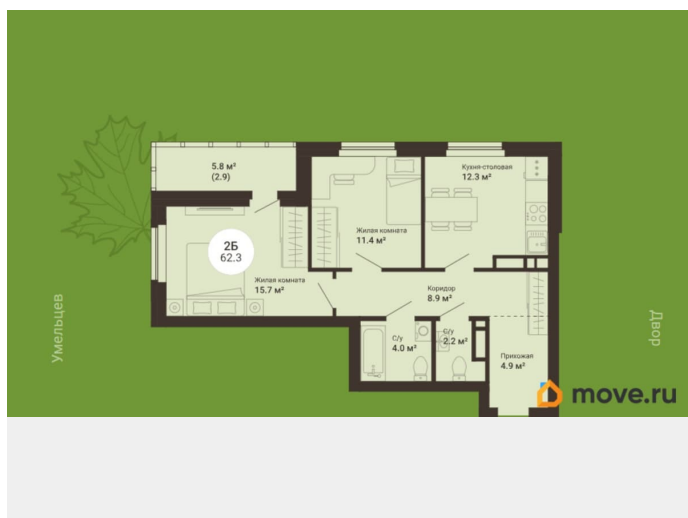 5.8 м²
(2.9)
Кухня-столовая
12.3 м²
Жилая комната
11.4 м²
2Б
62.3
Жилая комната
15.7 м²
Коридор
8.9 м²
С/у
4.0 м²
С/у
2.2 м²
Прихожая
4.9 м²
Умельцев
Двор
move.ru